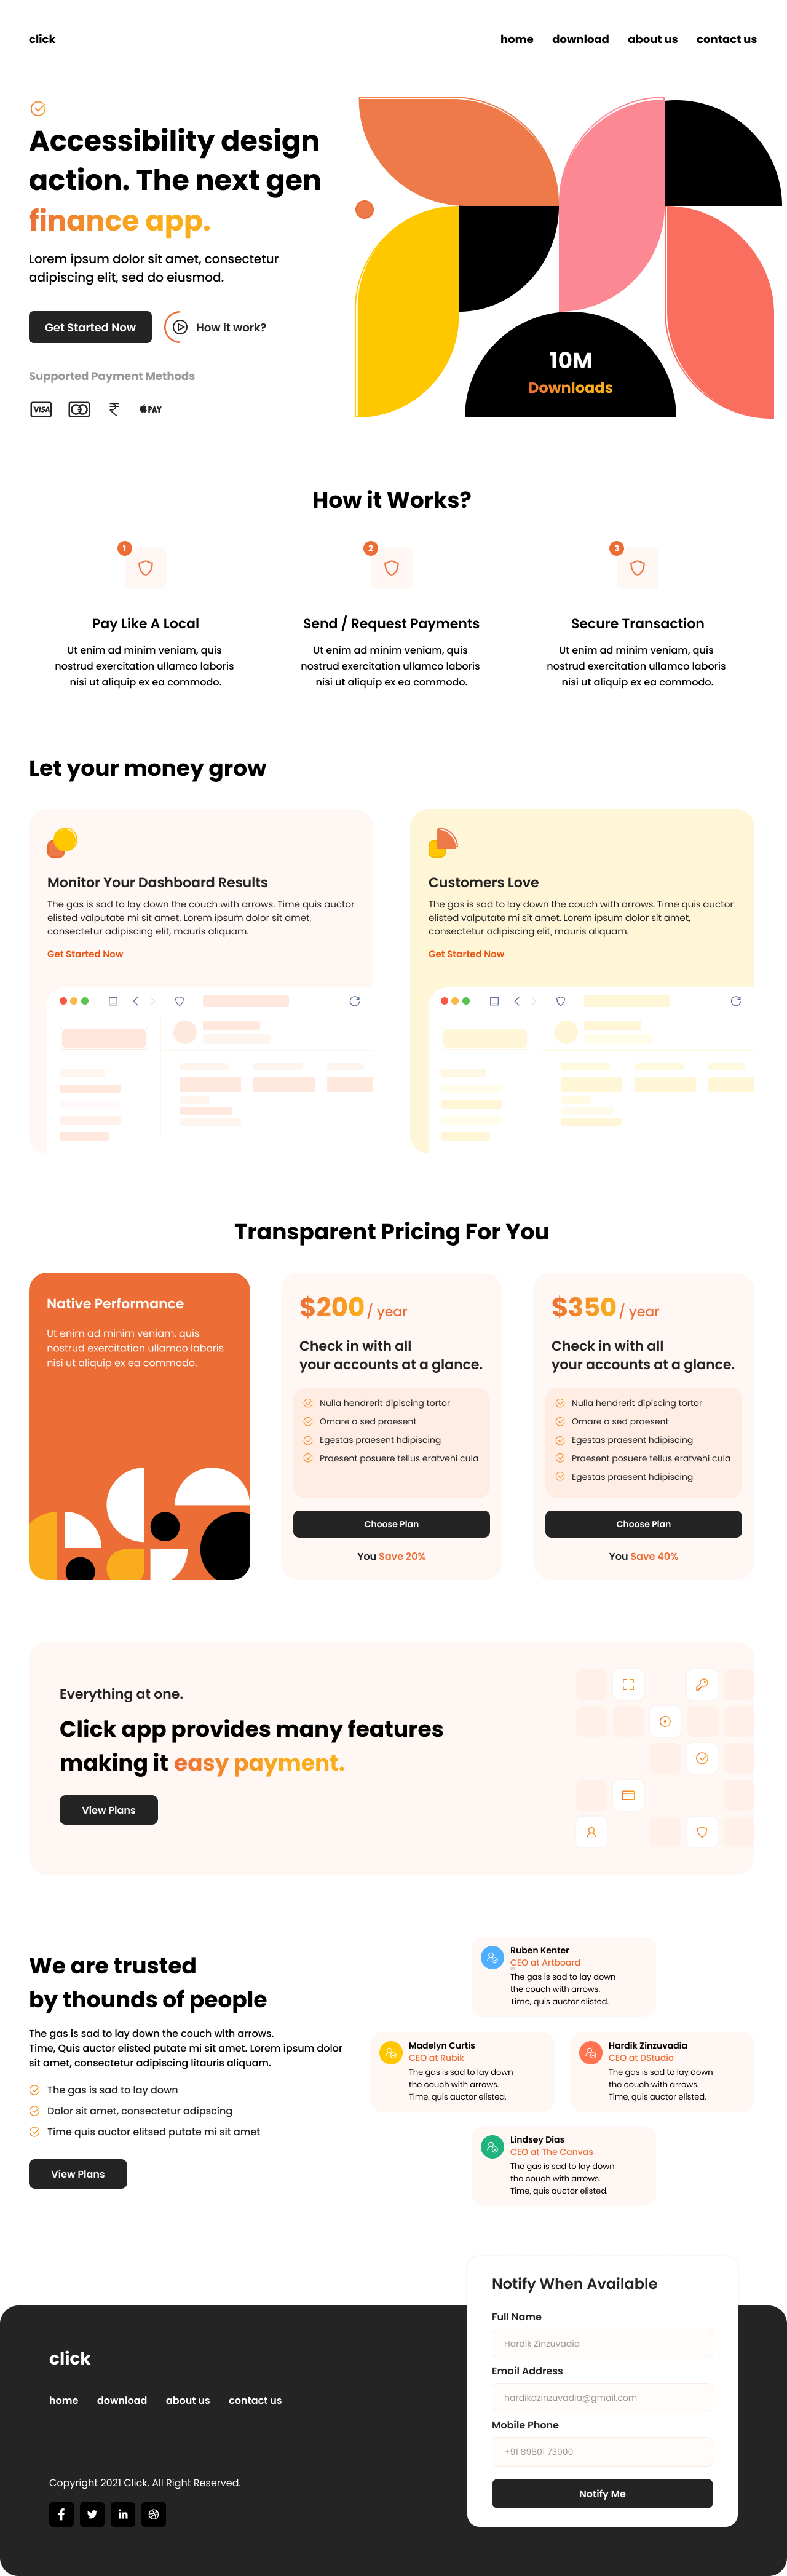 click
home download about us contact us
Accessibility design
action. The next gen
finance app.
Lorem ipsum dolor sit amet, consectetur
adipiscing elit, sed do eiusmod.
Get Started Now
How it work?
Supported Payment Methods
VISA
₹
PAY
10M
Downloads
How it Works?
1
Pay Like A Local
Ut enim ad minim veniam, quis
nostrud exercitation ullamco laboris
nisi ut aliquip ex ea commodo.
2
Send / Request Payments
Ut enim ad minim veniam, quis
nostrud exercitation ullamco laboris
nisi ut aliquip ex ea commodo.
3
Secure Transaction
Ut enim ad minim veniam, quis
nostrud exercitation ullamco laboris
nisi ut aliquip ex ea commodo.
Let your money grow
Monitor Your Dashboard Results
The gas is sad to lay down the couch with arrows. Time quis auctor
elisted valputate mi sit amet. Lorem ipsum dolor sit amet,
consectetur adipiscing elit, mauris aliquam.
Get Started Now
Customers Love
The gas is sad to lay down the couch with arrows. Time quis auctor
elisted valputate mi sit amet. Lorem ipsum dolor sit amet,
consectetur adipiscing elit, mauris aliquam.
Get Started Now
Transparent Pricing For You
Native Performance
Ut enim ad minim veniam, quis
nostrud exercitation ullamco laboris
nisi ut aliquip ex ea commodo.
$200 / year
Check in with all
your accounts at a glance.
Nulla hendrerit dipiscing tortor
Ornare a sed praesent
Egestas praesent hdipiscing
Praesent posuere tellus eratvehi cula
Choose Plan
You Save 20%
$350 / year
Check in with all
your accounts at a glance.
Nulla hendrerit dipiscing tortor
Ornare a sed praesent
Egestas praesent hdipiscing
Praesent posuere tellus eratvehi cula
Egestas praesent hdipiscing
Choose Plan
You Save 40%
Everything at one.
Click app provides many features
making it easy payment.
View Plans
We are trusted
by thounds of people
The gas is sad to lay down the couch with arrows.
Time, Quis auctor elisted putate mi sit amet. Lorem ipsum dolor
sit amet, consectetur adipiscing litauris aliquam.
The gas is sad to lay down
Dolor sit amet, consectetur adipscing
Time quis auctor elitsed putate mi sit amet
View Plans
Ruben Kenter
CEO at Artboard
The gas is sad to lay down
the couch with arrows.
Time, quis auctor elisted.
Madelyn Curtis
CEO at Rubik
The gas is sad to lay down
the couch with arrows.
Time, quis auctor elisted.
Hardik Zinzuvadia
CEO at DStudio
The gas is sad to lay down
the couch with arrows.
Time, quis auctor elisted.
Lindsey Dias
CEO at The Canvas
The gas is sad to lay down
the couch with arrows.
Time, quis auctor elisted.
Notify When Available
Full Name
Hardik Zinzuvadia
Email Address
hardikdzinzuvadia@gmail.com
Mobile Phone
+91 89801 73900
Notify Me
click
home download about us contact us
Copyright 2021 Click. All Right Reserved.
f
in